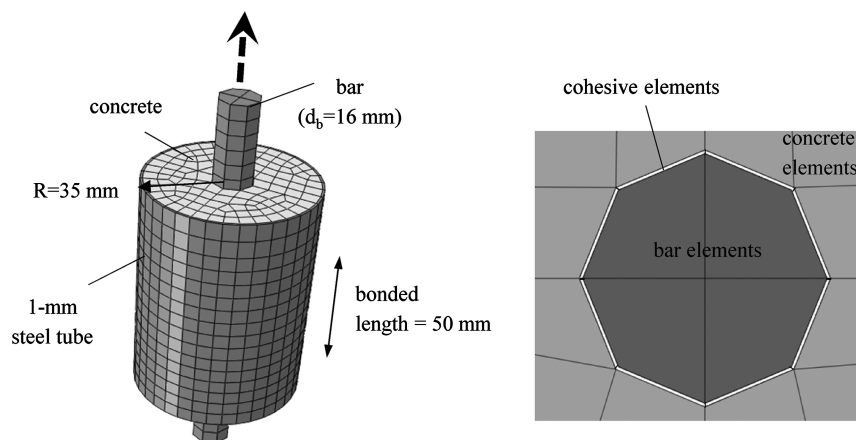 bar
(d_b=16 mm)
concrete
R=35 mm
1-mm
steel tube
bonded
length = 50 mm
cohesive elements
concrete
elements
bar elements